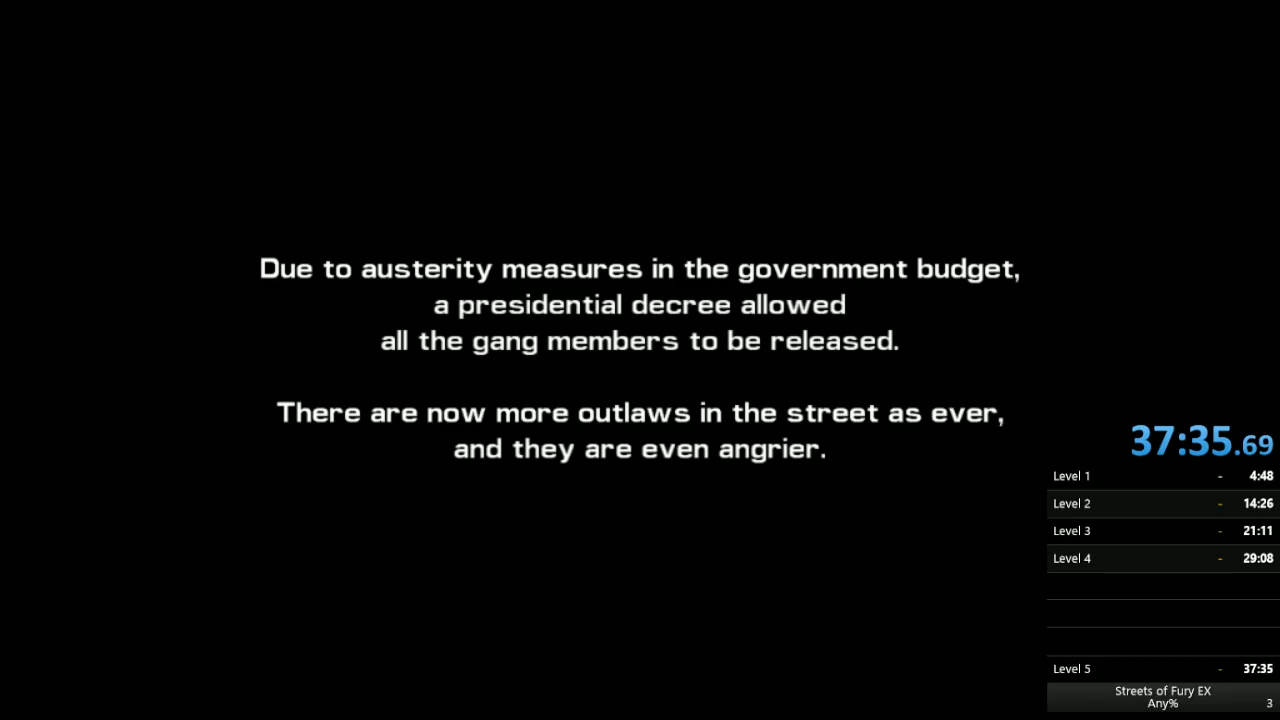 Due to austerity measures in the government budget,
a presidential decree allowed
all the gang members to be released.
There are now more outlaws in the street as ever,
and they are even angrier.
37:35.69
Level 1 - 4:48
Level 2 - 14:26
Level 3 - 21:11
Level 4 - 29:08
Level 5 - 37:35
Streets of Fury EX
Any% 3